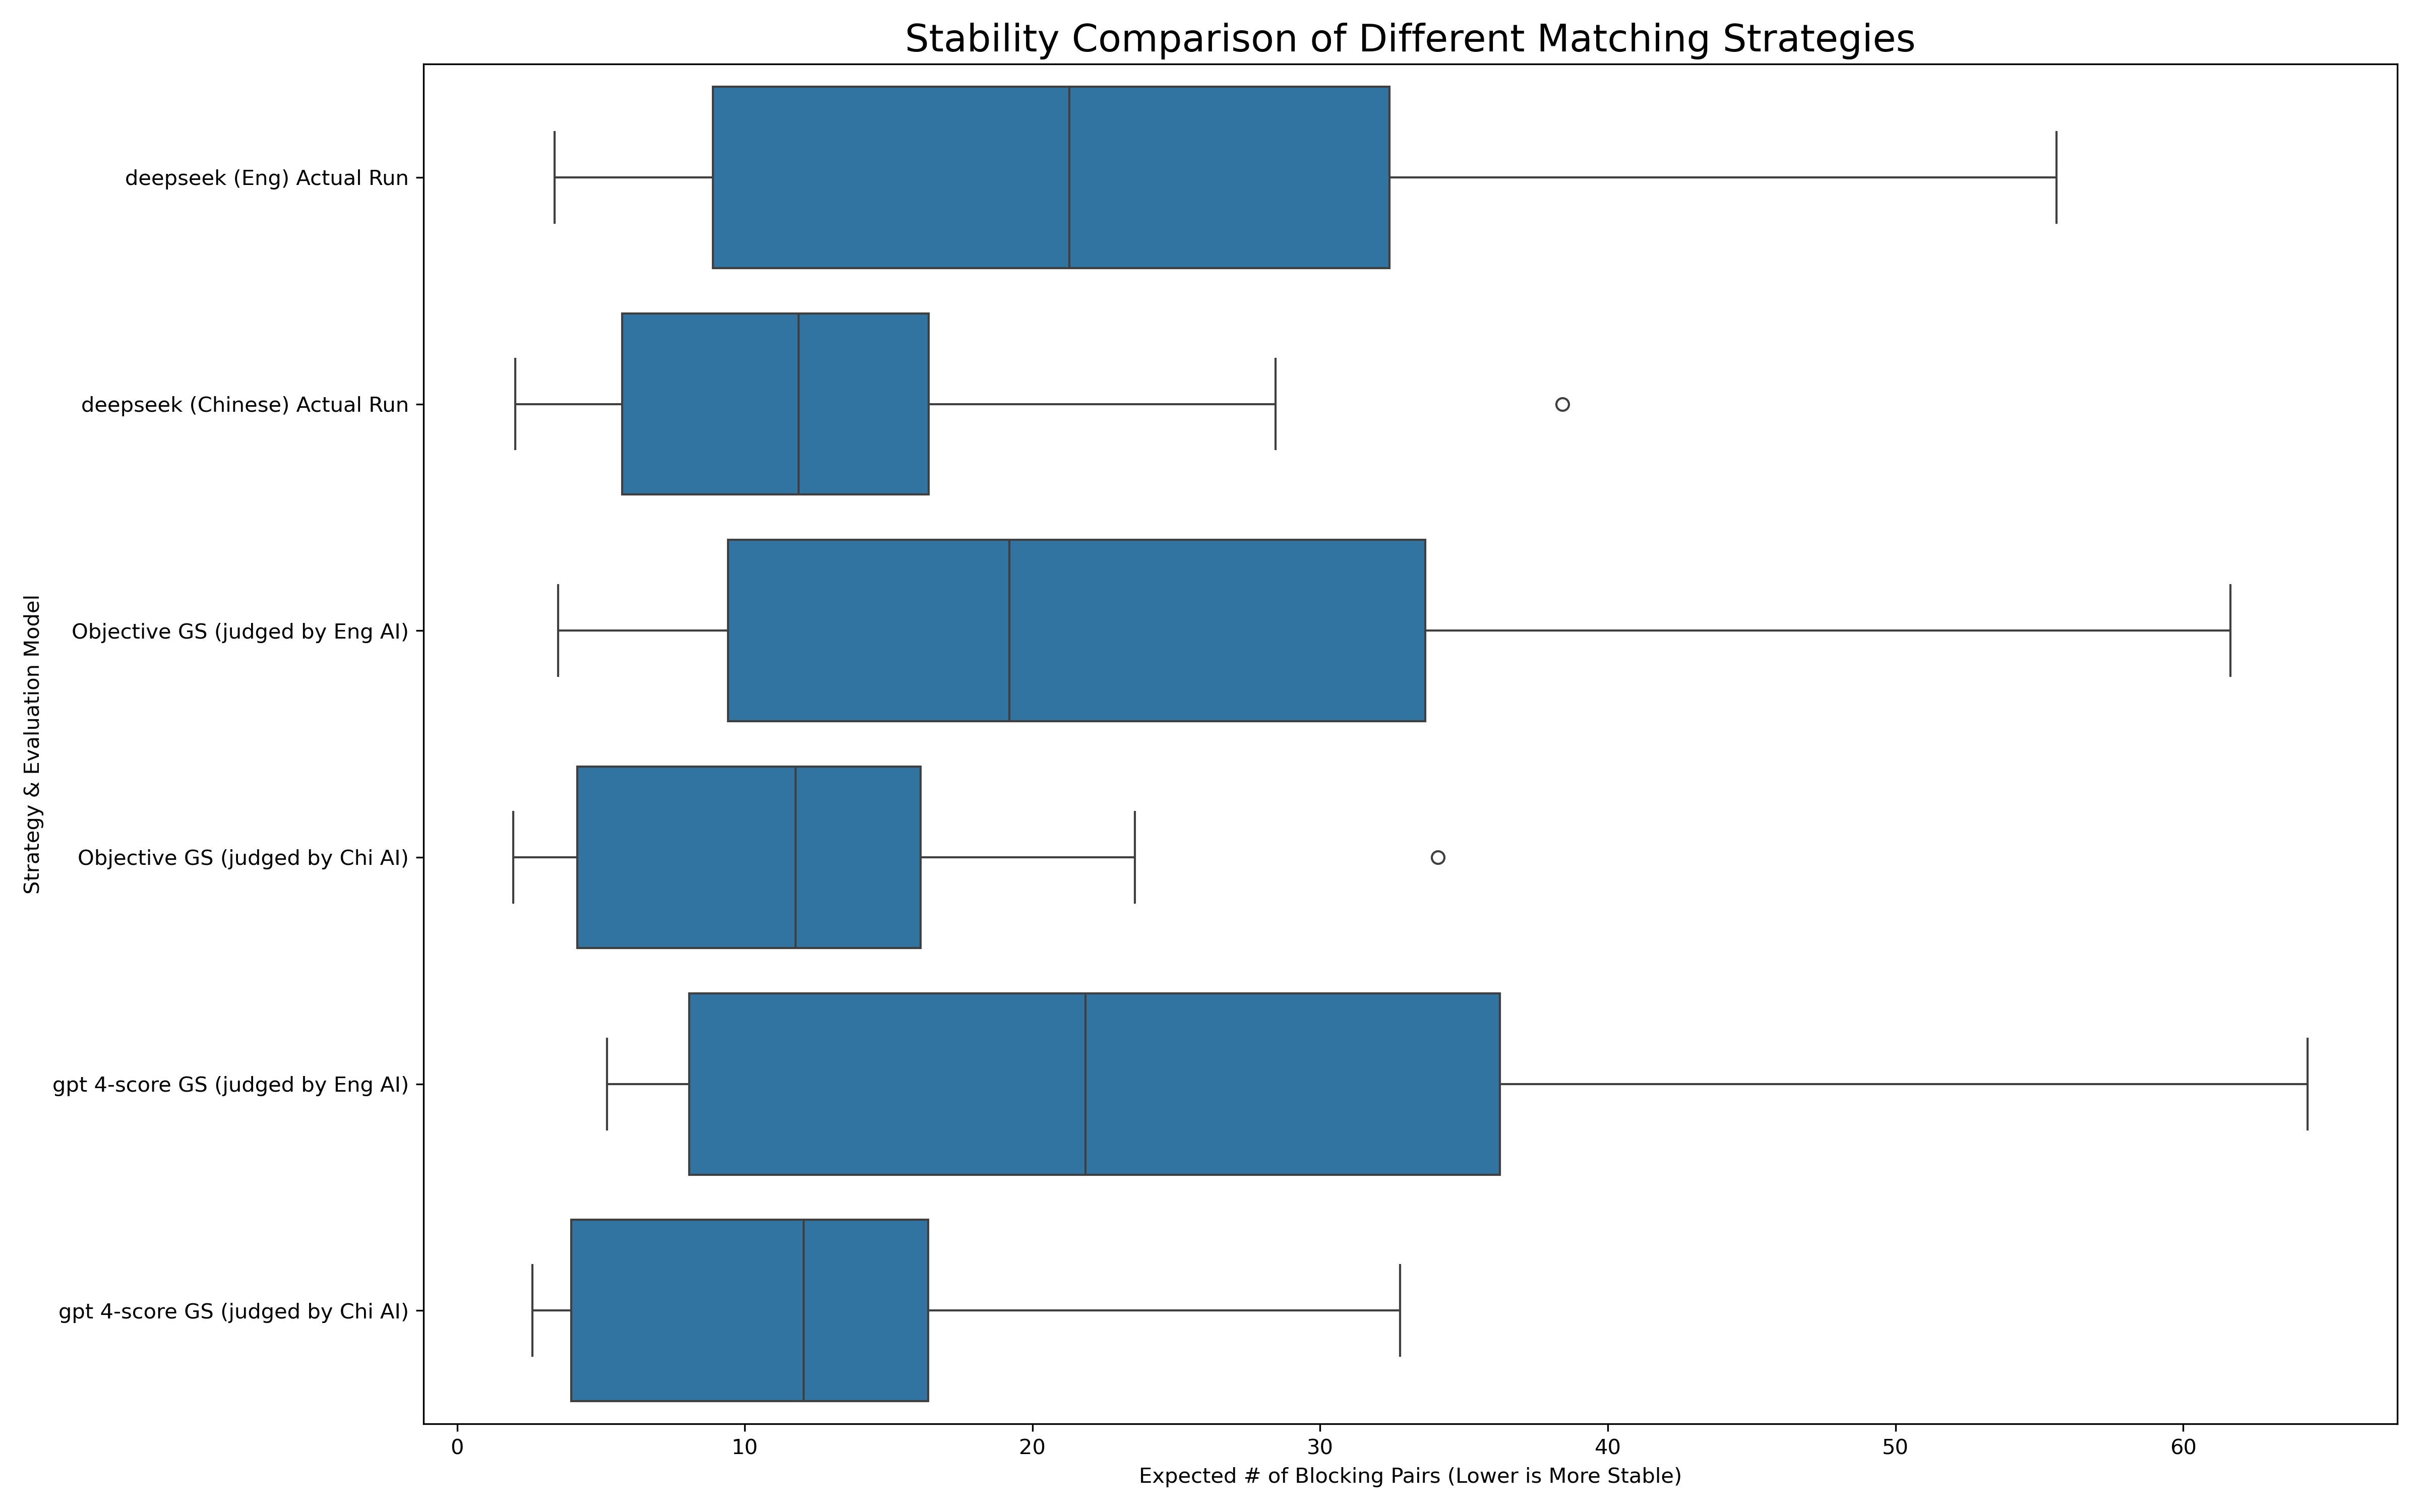 Stability Comparison of Different Matching Strategies
Strategy & Evaluation Model
deepseek (Eng) Actual Run
deepseek (Chinese) Actual Run
Objective GS (judged by Eng AI)
Objective GS (judged by Chi AI)
gpt 4-score GS (judged by Eng AI)
gpt 4-score GS (judged by Chi AI)
0 10 20 30 40 50 60
Expected # of Blocking Pairs (Lower is More Stable)